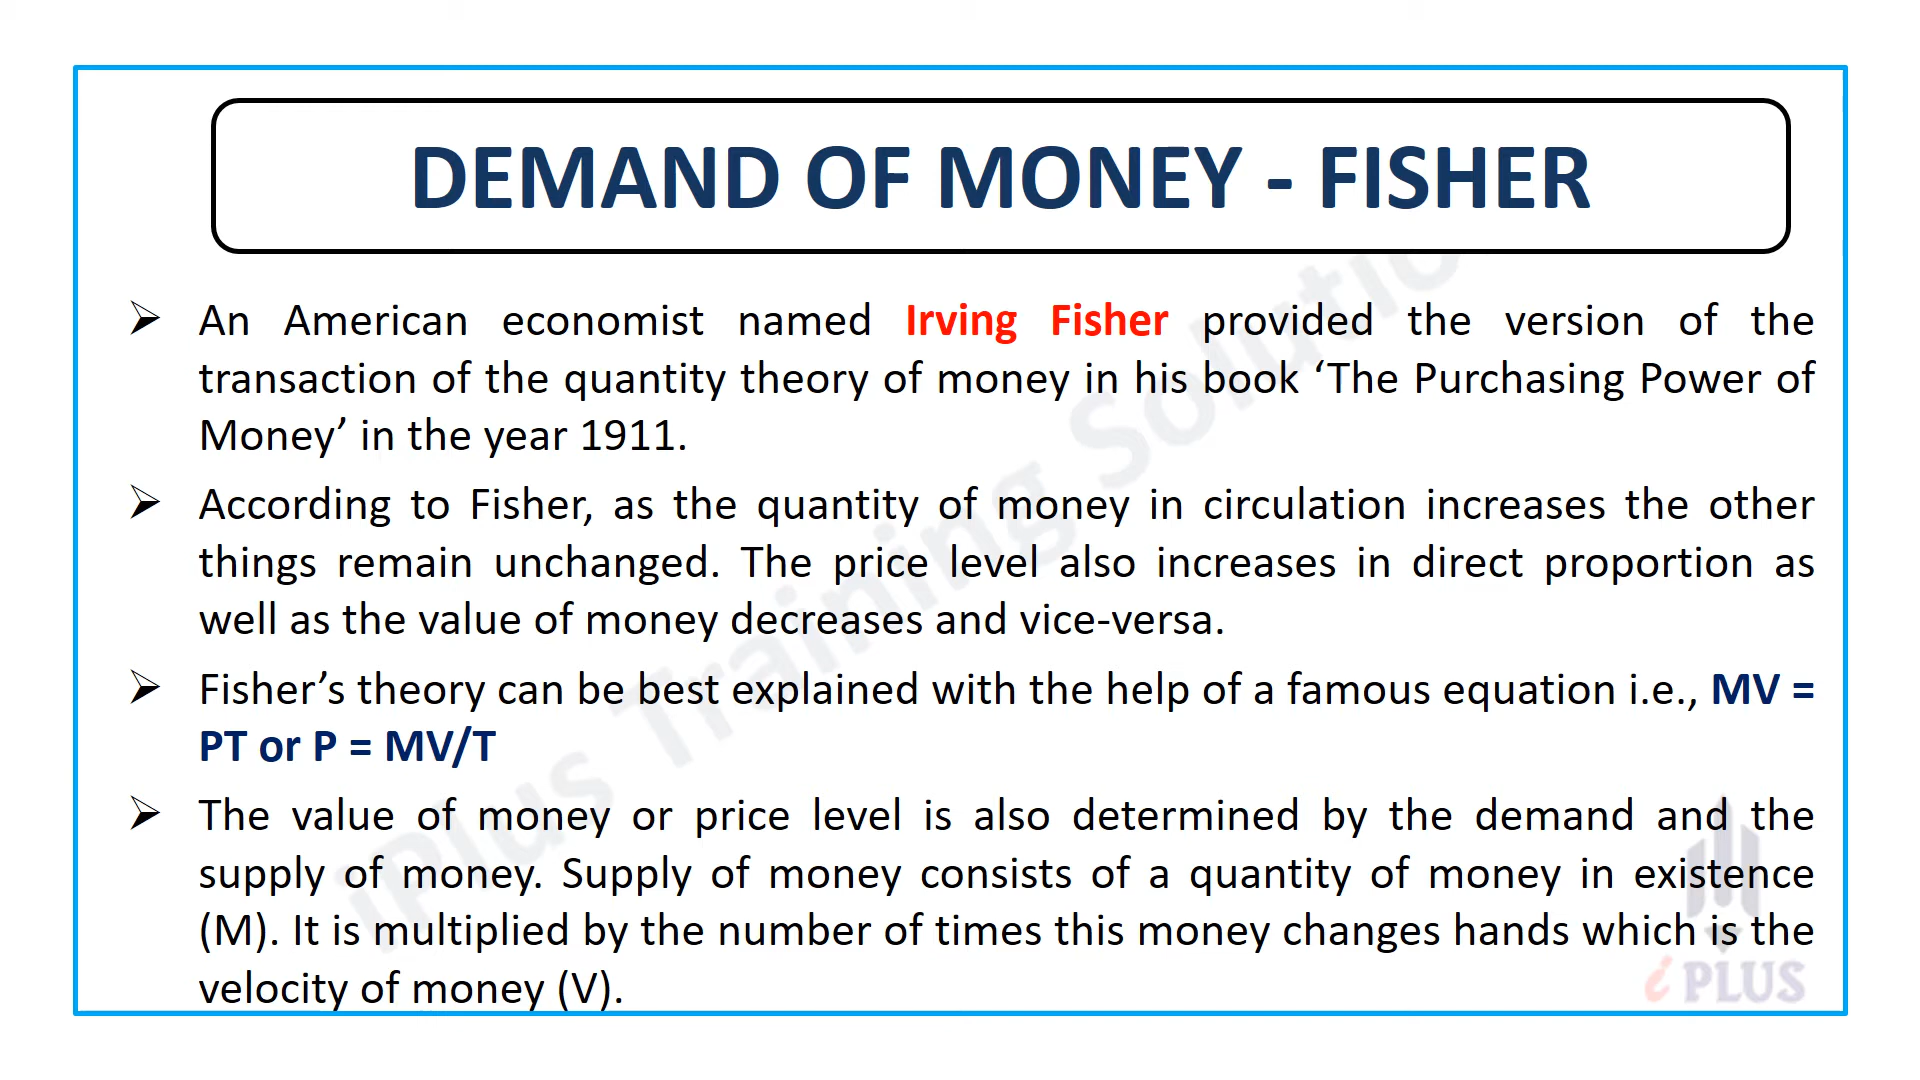 DEMAND OF MONEY - FISHER
➢ An American economist named Irving Fisher provided the version of the
transaction of the quantity theory of money in his book ‘The Purchasing Power of
Money’ in the year 1911.
➢ According to Fisher, as the quantity of money in circulation increases the other
things remain unchanged. The price level also increases in direct proportion as
well as the value of money decreases and vice-versa.
➢ Fisher’s theory can be best explained with the help of a famous equation i.e., MV =
PT or P = MV/T
➢ The value of money or price level is also determined by the demand and the
supply of money. Supply of money consists of a quantity of money in existence
(M). It is multiplied by the number of times this money changes hands which is the
velocity of money (V).
iPlus Training Solutio
i PLUS